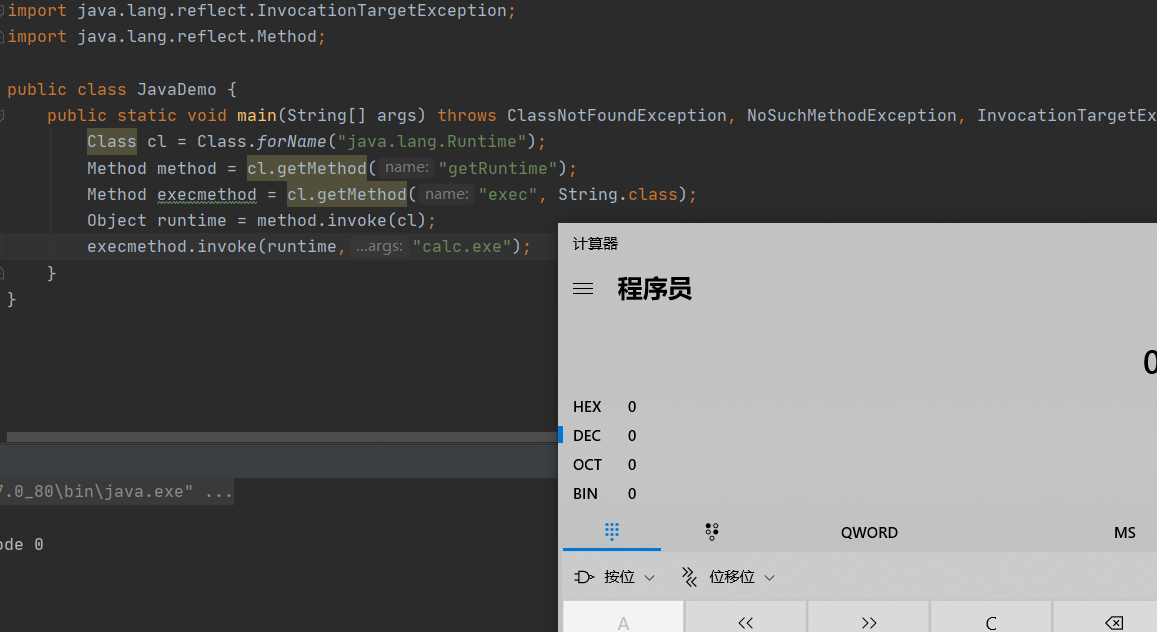 import java.lang.reflect.InvocationTargetException;
import java.lang.reflect.Method;
public class JavaDemo {
public static void main(String[] args) throws ClassNotFoundException, NoSuchMethodException, InvocationTargetEx
Class cl = Class.forName("java.lang.Runtime");
Method method = cl.getMethod( name: "getRuntime");
Method execmethod = cl.getMethod( name: "exec", String.class);
Object runtime = method.invoke(cl);
execmethod.invoke(runtime, ...args: "calc.exe");
}
}
计算器
程序员
0
HEX 0
DEC 0
OCT 0
BIN 0
7.0_80\bin\java.exe" ...
ode 0
QWORD MS
按位 位移位
A << >> C